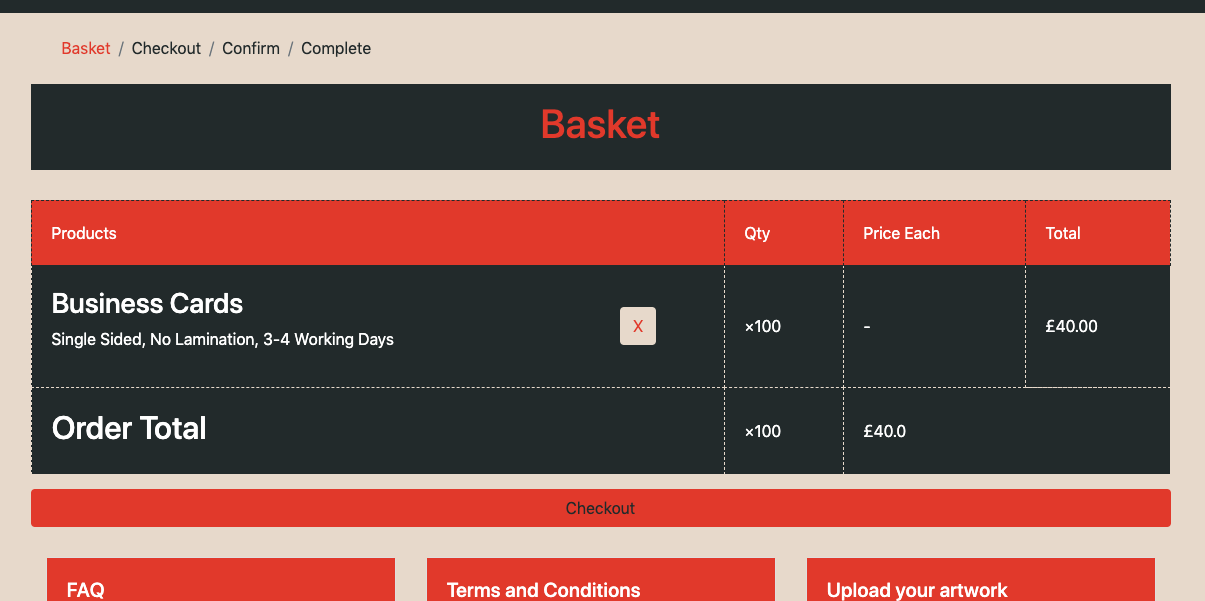 Basket / Checkout / Confirm / Complete
Basket
Products Qty Price Each Total
Business Cards
Single Sided, No Lamination, 3-4 Working Days
X ×100 - £40.00
Order Total ×100 £40.0
Checkout
FAQ Terms and Conditions Upload your artwork